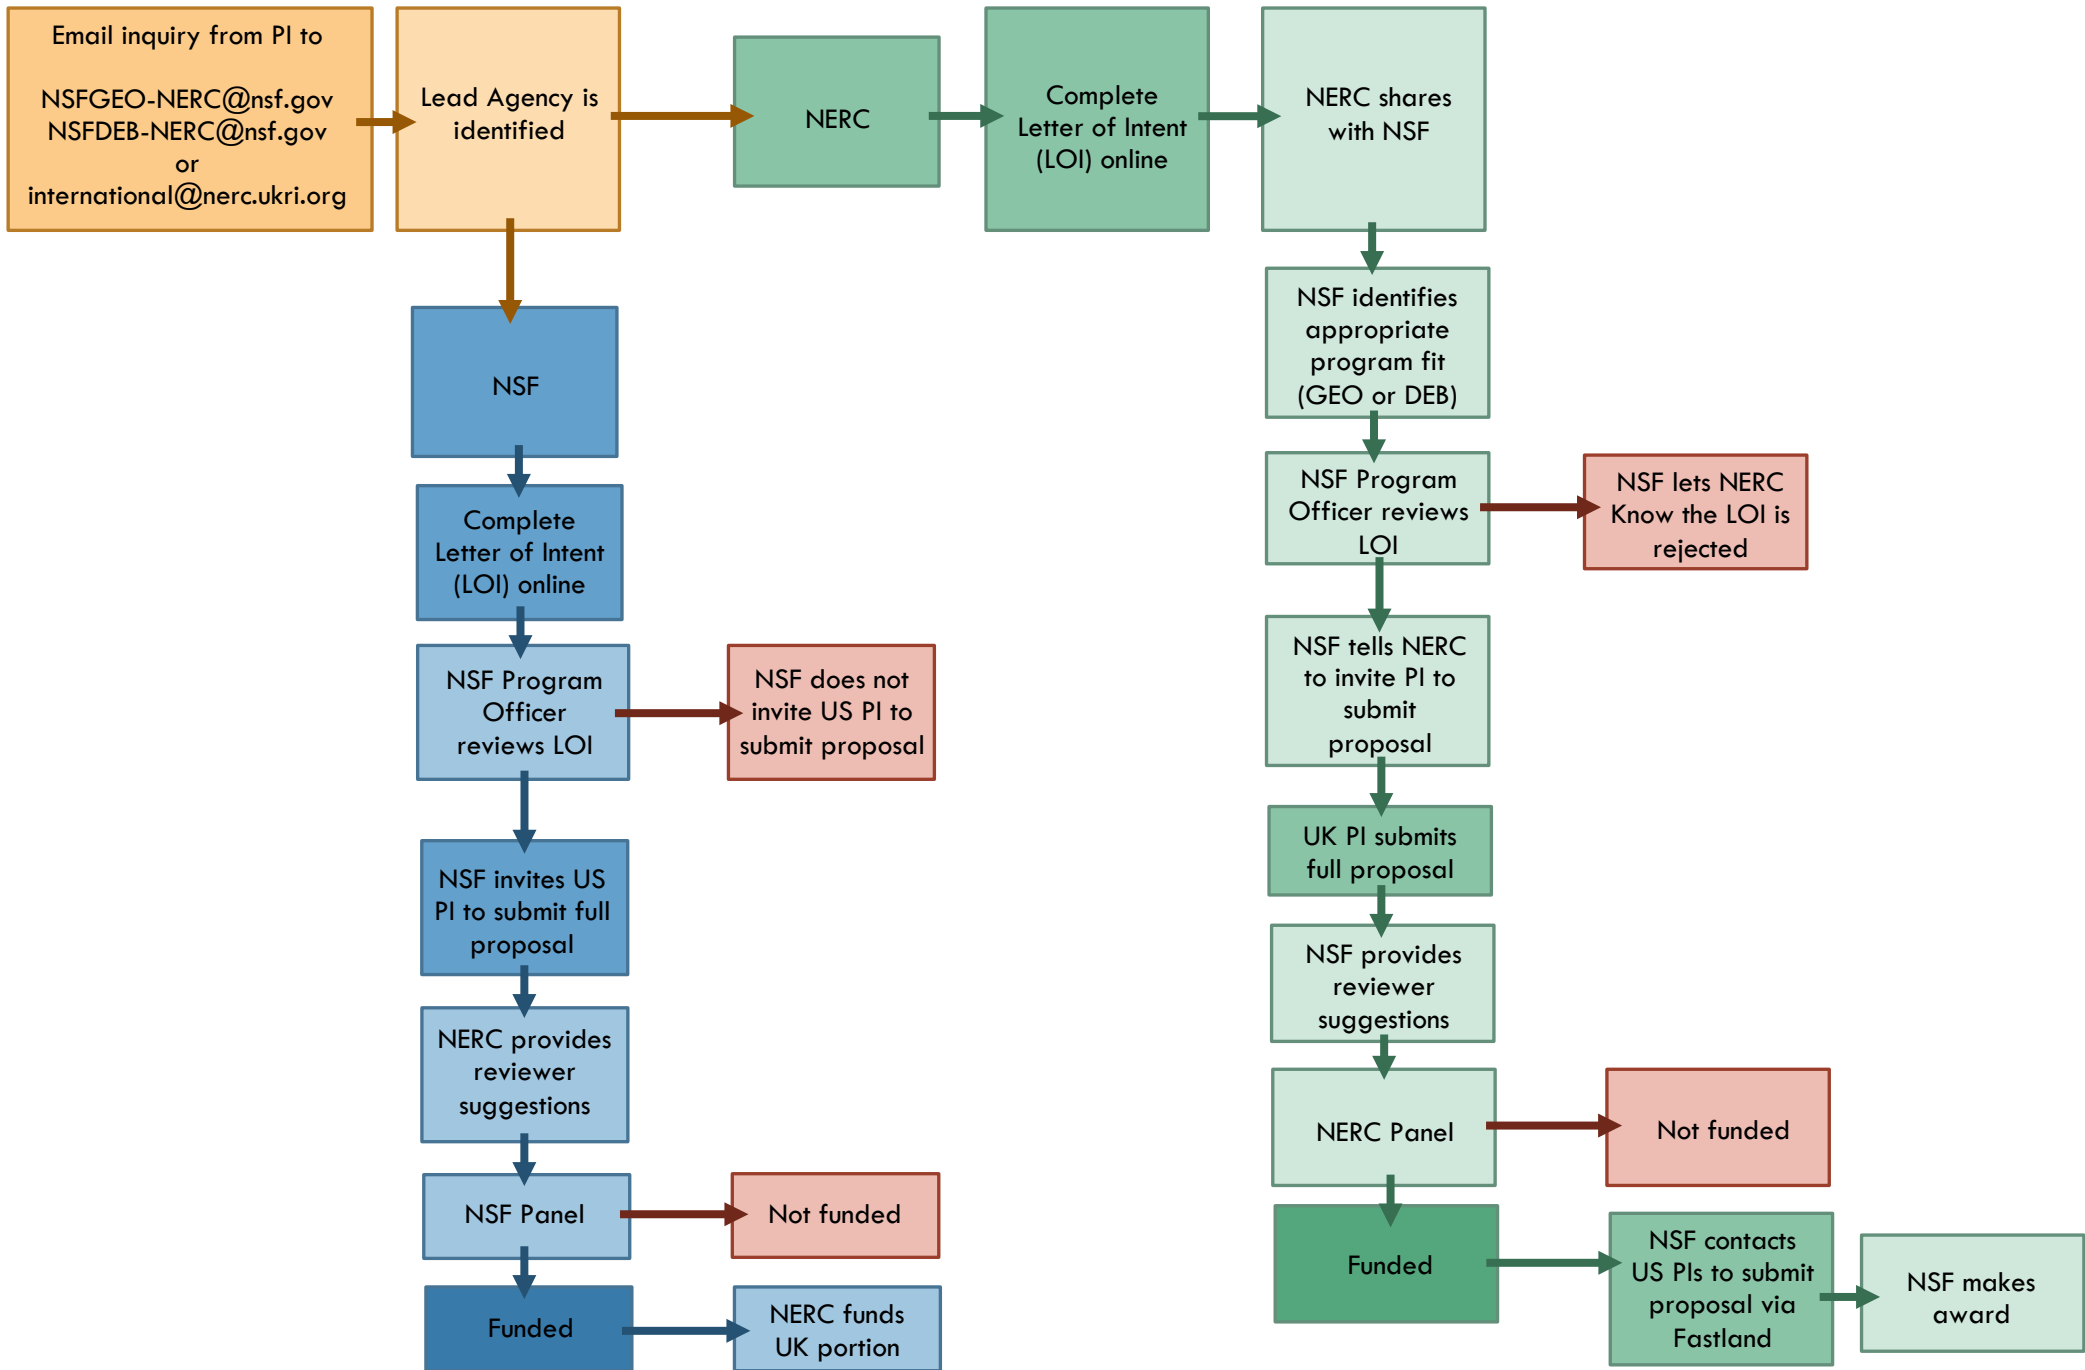 Email inquiry from PI to
NSFGEO-NERC@nsf.gov
NSFDEB-NERC@nsf.gov
or
international@nerc.ukri.org
Lead Agency is
identified
NERC
Complete
Letter of Intent
(LOI) online
NERC shares
with NSF
NSF identifies
appropriate
program fit
(GEO or DEB)
NSF Program
Officer reviews
LOI
NSF lets NERC
Know the LOI is
rejected
NSF tells NERC
to invite PI to
submit
proposal
UK PI submits
full proposal
NSF provides
reviewer
suggestions
NERC Panel
Not funded
Funded
NSF contacts
US PIs to submit
proposal via
Fastland
NSF makes
award
NSF
Complete
Letter of Intent
(LOI) online
NSF Program
Officer
reviews LOI
NSF does not
invite US PI to
submit proposal
NSF invites US
PI to submit full
proposal
NERC provides
reviewer
suggestions
NSF Panel
Not funded
Funded
NERC funds
UK portion